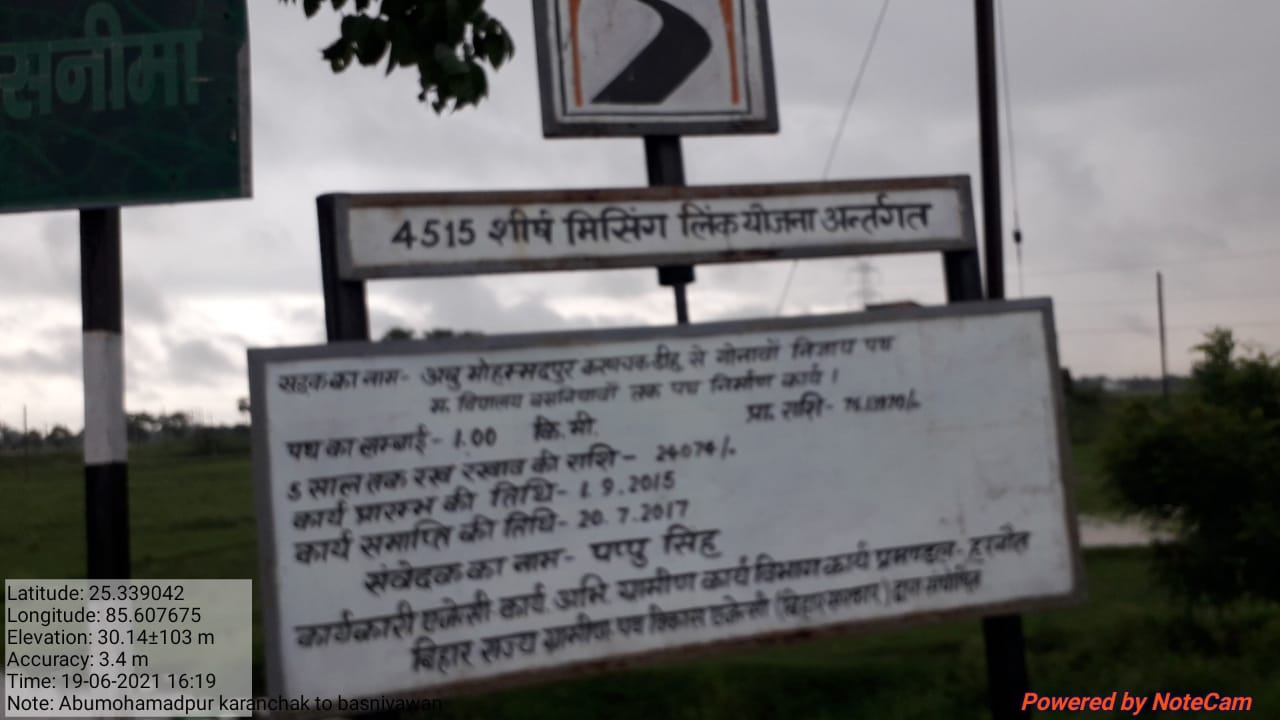 सनीमा
4515 शीर्ष मिसिंग लिंक योजना अन्तर्गत
सड़क का नाम- अबु मोहम्मदपुर से पथ
म. विद्यालय तक पथ निर्माण कार्य।
पथ का लम्बाई- 1.00 कि.मी. प्रा. राशि-
5 साल तक रख रखाव की राशि- 24074/-
कार्य प्रारम्भ की तिथि- 1.9.2015
कार्य समाप्ति की तिथि- 20.7.2017
संवेदक का नाम- पप्पु सिंह
कार्यकारी एजेंसी कार्य. अभि. ग्रामीण कार्य विभाग कार्य प्रमण्डल- हरनौत
बिहार राज्य ग्रामीण पथ विकास एजेंसी (बिहार सरकार) द्वारा
Latitude: 25.339042
Longitude: 85.607675
Elevation: 30.14±103 m
Accuracy: 3.4 m
Time: 19-06-2021 16:19
Note: Abumohamadpur karanchak to basniyawan
Powered by NoteCam